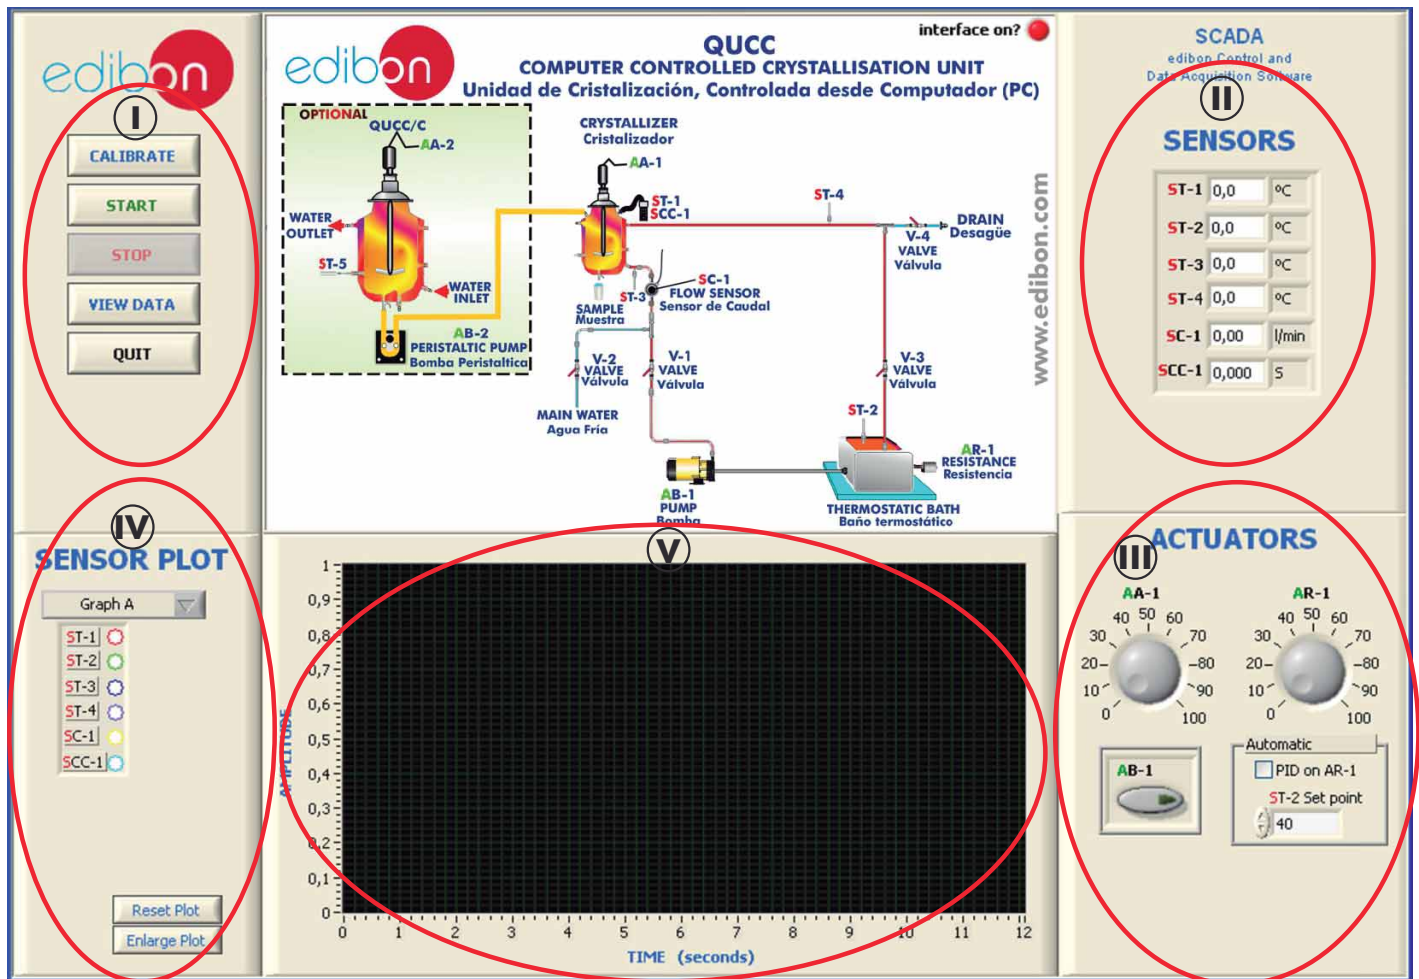 edibon
I
CALIBRATE
START
STOP
VIEW DATA
QUIT
edibon
interface on?
QUCC
COMPUTER CONTROLLED CRYSTALLISATION UNIT
Unidad de Cristalización, Controlada desde Computador (PC)
OPTIONAL
QUCC/C
AA-2
WATER
OUTLET
ST-5
WATER
INLET
AB-2
PERISTALTIC PUMP
Bomba Peristaltica
CRYSTALLIZER
Cristalizador
AA-1
ST-1
SCC-1
ST-4
V-4
VALVE
Válvula
DRAIN
Desagüe
SAMPLE
Muestra
ST-3
SC-1
FLOW SENSOR
Sensor de Caudal
V-2
VALVE
Válvula
V-1
VALVE
Válvula
V-3
VALVE
Válvula
MAIN WATER
Agua Fría
ST-2
AR-1
RESISTANCE
Resistencia
AB-1
PUMP
Bomba
THERMOSTATIC BATH
Baño termostático
www.edibon.com
SCADA
edibon Control and
Data Acquisition Software
II
SENSORS
ST-1 0,0 ºC
ST-2 0,0 ºC
ST-3 0,0 ºC
ST-4 0,0 ºC
SC-1 0,00 l/min
SCC-1 0,000 S
IV
SENSOR PLOT
Graph A
ST-1
ST-2
ST-3
ST-4
SC-1
SCC-1
Reset Plot
Enlarge Plot
V
AMPLITUDE
1
0,9
0,8
0,7
0,6
0,5
0,4
0,3
0,2
0,1
0
0 1 2 3 4 5 6 7 8 9 10 11 12
TIME (seconds)
III
ACTUATORS
AA-1
0 10 20 30 40 50 60 70 80 90 100
AR-1
0 10 20 30 40 50 60 70 80 90 100
AB-1
Automatic
PID on AR-1
ST-2 Set point
40